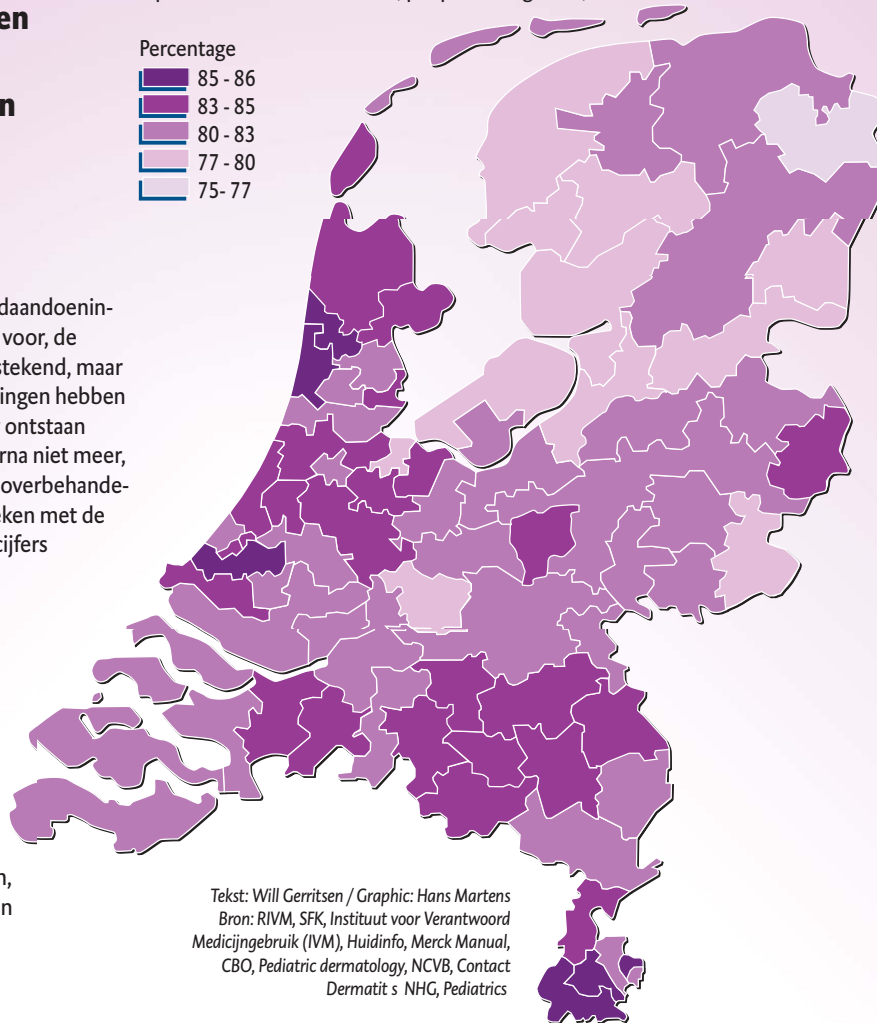 en
n
Percentage
85 - 86
83 - 85
80 - 83
77 - 80
75- 77
daandoenin-
voor, de
stekend, maar
ingen hebben
ontstaan
rna niet meer,
overbehande-
ken met de
cijfers
n,
n
Tekst: Will Gerritsen / Graphic: Hans Martens
Bron: RIVM, SFK, Instituut voor Verantwoord
Medicijngebruik (IVM), Huidinfo, Merck Manual,
CBO, Pediatric dermatology, NCVB, Contact
Dermatit s NHG, Pediatrics